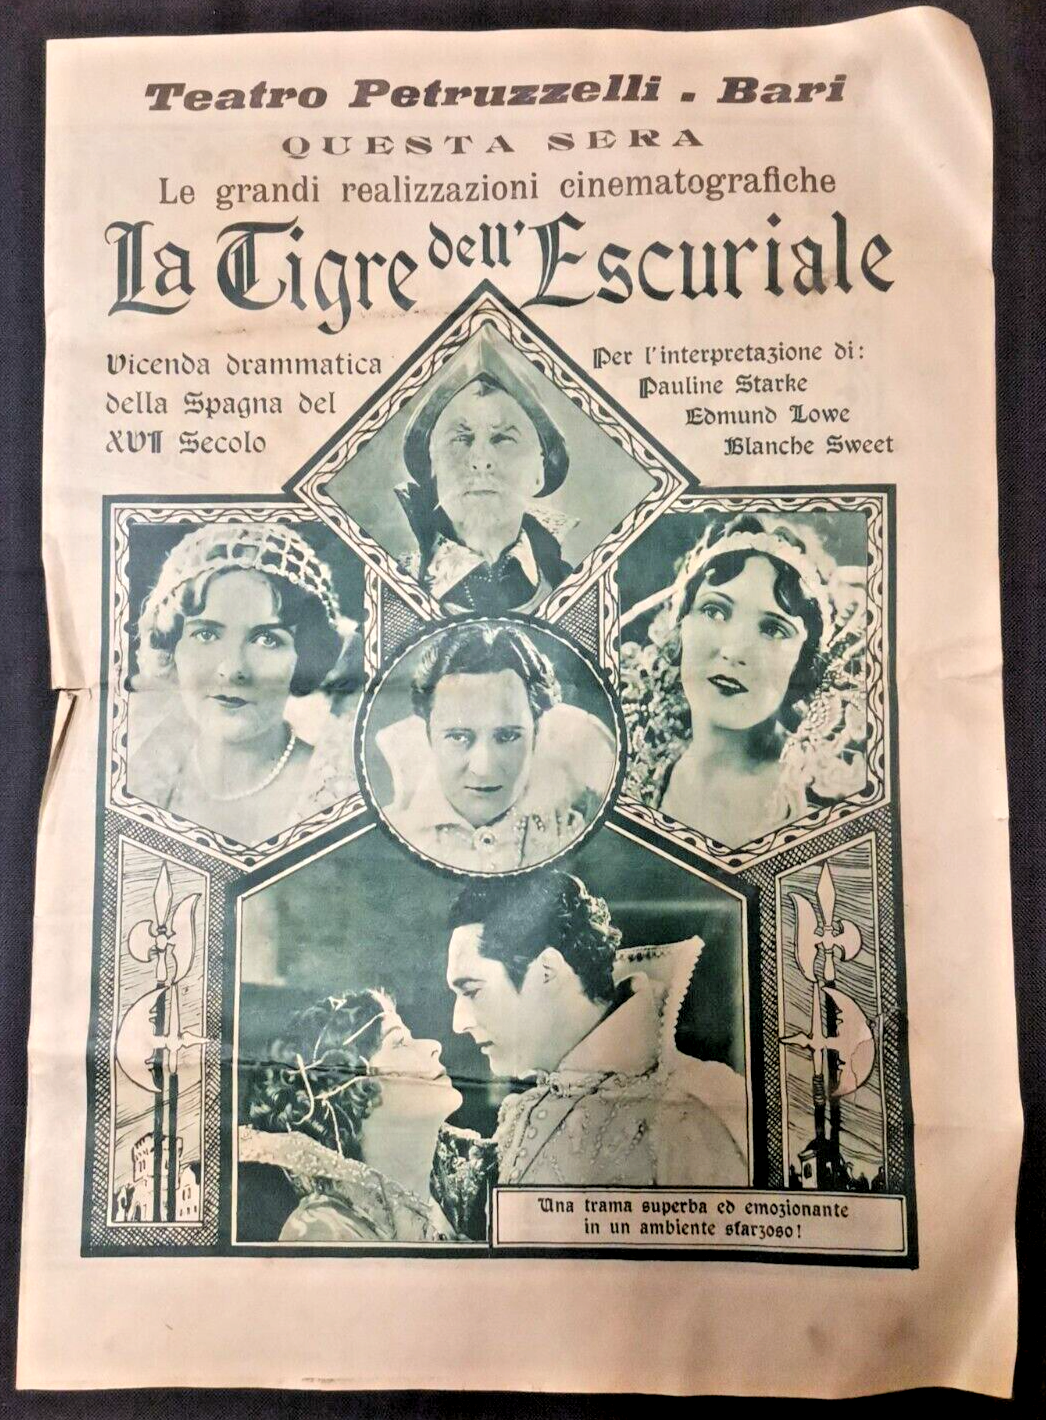 Teatro Petruzzelli . Bari
QUESTA SERA
Le grandi realizzazioni cinematografiche
La Tigre dell'Escuriale
Vicenda drammatica
della Spagna del
XVII Secolo
Per l'interpretazione di:
Pauline Starke
Edmund Lowe
Blanche Sweet
Una trama superba ed emozionante
in un ambiente sfarzoso!